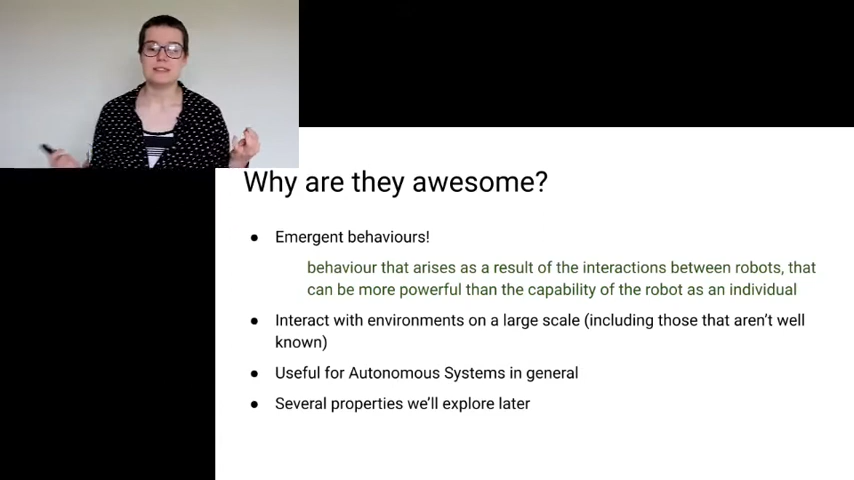 Why are they awesome?
● Emergent behaviours!
behaviour that arises as a result of the interactions between robots, that
can be more powerful than the capability of the robot as an individual
● Interact with environments on a large scale (including those that aren't well
known)
● Useful for Autonomous Systems in general
● Several properties we'll explore later